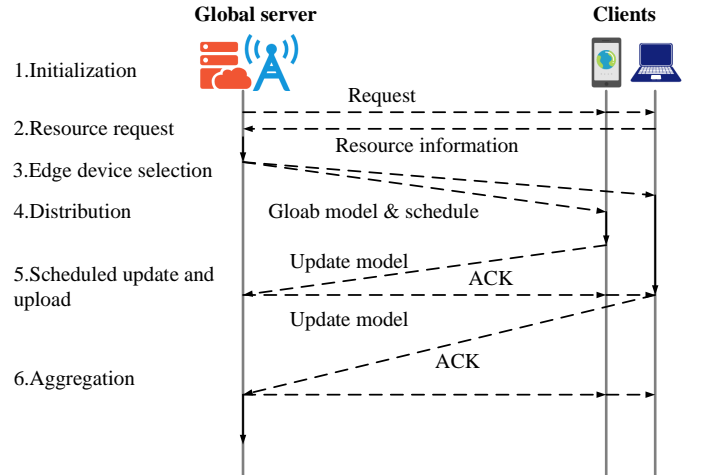 Global server
Clients
1.Initialization
Request
2.Resource request
Resource information
3.Edge device selection
4.Distribution
Gloab model & schedule
Update model
5.Scheduled update and
upload
ACK
Update model
ACK
6.Aggregation